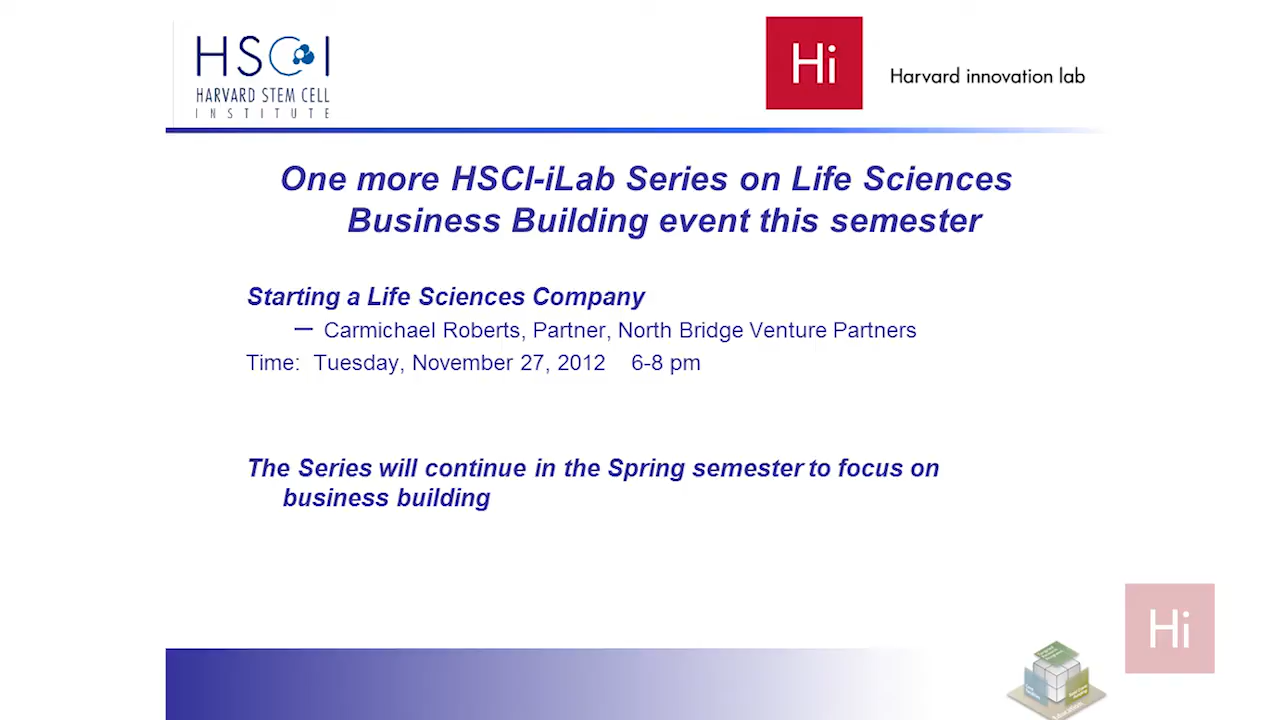 HSCI
HARVARD STEM CELL
INSTITUTE
Hi
Harvard innovation lab
One more HSCI-iLab Series on Life Sciences
Business Building event this semester
Starting a Life Sciences Company
– Carmichael Roberts, Partner, North Bridge Venture Partners
Time: Tuesday, November 27, 2012 6-8 pm
The Series will continue in the Spring semester to focus on
business building
Hi